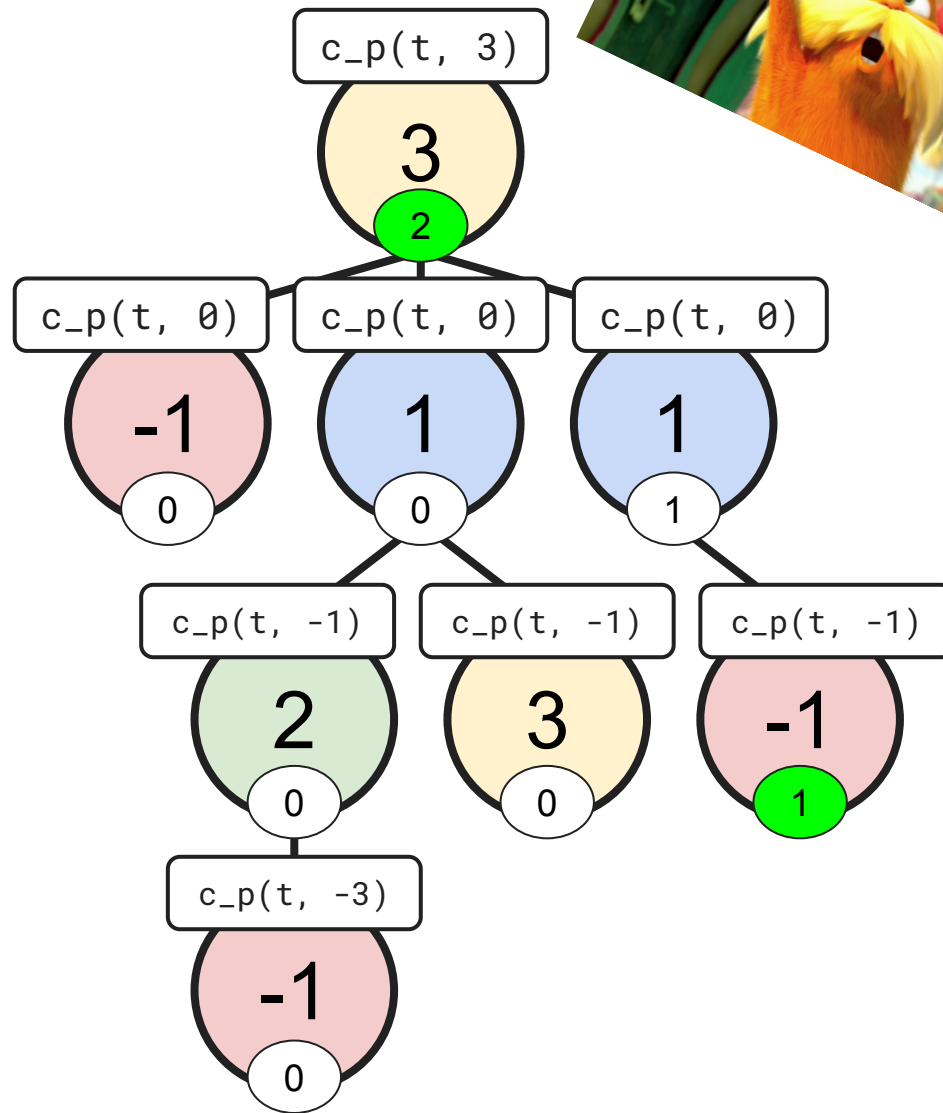 c_p(t, 3)
3
2
c_p(t, 0) c_p(t, 0) c_p(t, 0)
-1 1 1
0 0 1
c_p(t, -1) c_p(t, -1) c_p(t, -1)
2 3 -1
0 0 1
c_p(t, -3)
-1
0